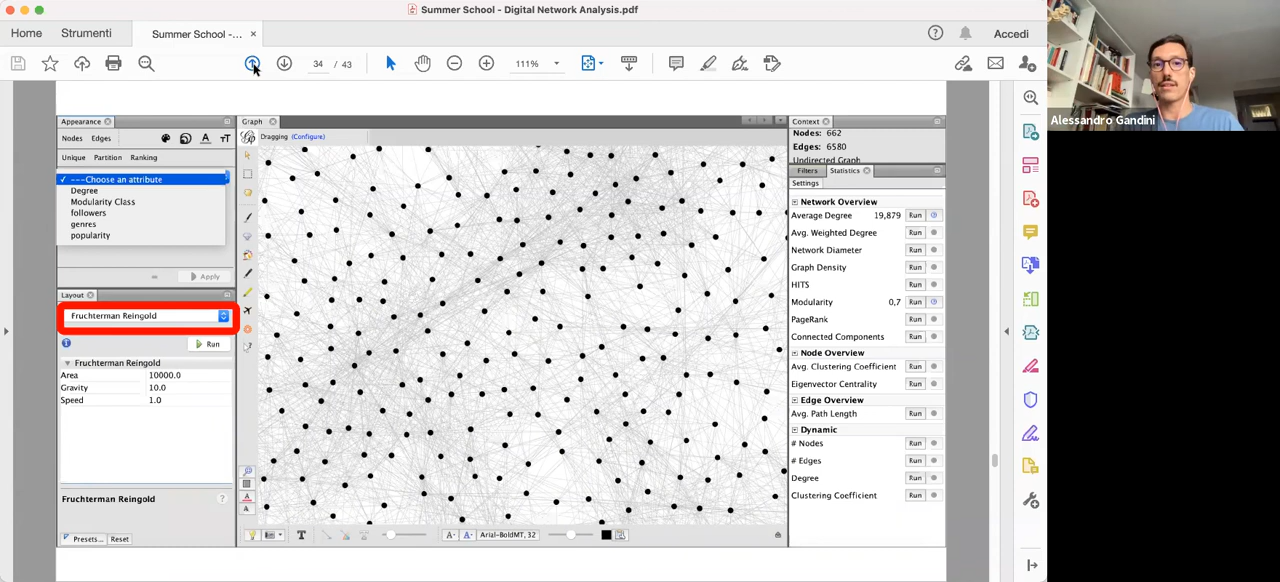 Summer School - Digital Network Analysis.pdf
Home Strumenti Summer School -... × Accedi
34 / 43 111%
Alessandro Gandini
Appearance
Nodes Edges
Unique Partition Ranking
✓ ---Choose an attribute
Degree
Modularity Class
followers
genres
popularity
Apply
Layout
Fruchterman Reingold
Run
Fruchterman Reingold
Area 10000.0
Gravity 10.0
Speed 1.0
Fruchterman Reingold
Presets... Reset
Graph
Dragging (Configure)
Arial-BoldMT, 32
Context
Nodes: 662
Edges: 6580
Undirected Graph
Filters Statistics
Settings
Network Overview
Average Degree 19,879 Run
Avg. Weighted Degree Run
Network Diameter Run
Graph Density Run
HITS Run
Modularity 0,7 Run
PageRank Run
Connected Components Run
Node Overview
Avg. Clustering Coefficient Run
Eigenvector Centrality Run
Edge Overview
Avg. Path Length Run
Dynamic
# Nodes Run
# Edges Run
Degree Run
Clustering Coefficient Run